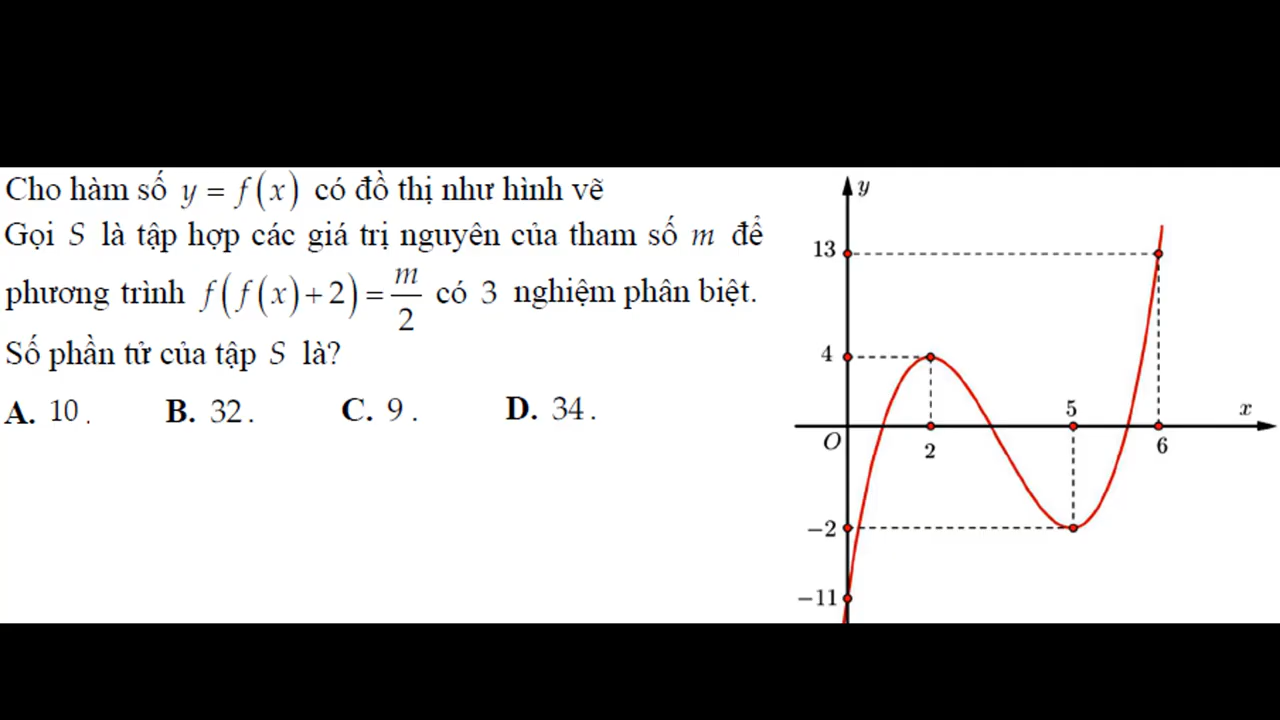 Cho hàm số y = f(x) có đồ thị như hình vẽ
Gọi S là tập hợp các giá trị nguyên của tham số m để
phương trình f(f(x)+2) = m/2 có 3 nghiệm phân biệt.
Số phần tử của tập S là?
A. 10. B. 32. C. 9. D. 34.
y
13
4
5
x
O
2
6
−2
−11